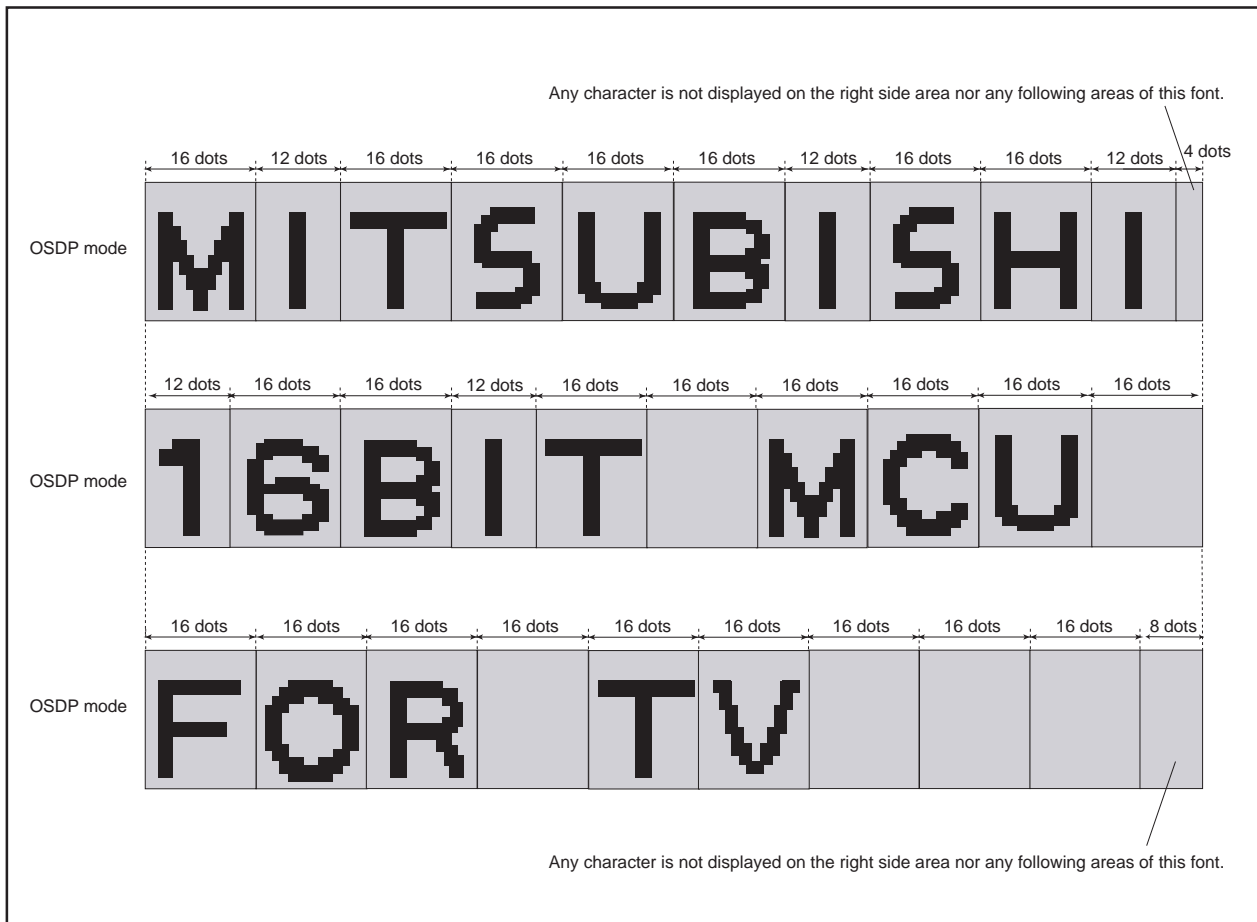 Any character is not displayed on the right side area nor any following areas of this font.
16 dots 12 dots 16 dots 16 dots 16 dots 16 dots 12 dots 16 dots 16 dots 12 dots 4 dots
OSDP mode MITSUBISHI
12 dots 16 dots 16 dots 12 dots 16 dots 16 dots 16 dots 16 dots 16 dots 16 dots
OSDP mode 16BIT MCU
16 dots 16 dots 16 dots 16 dots 16 dots 16 dots 16 dots 16 dots 16 dots 8 dots
OSDP mode FOR TV
Any character is not displayed on the right side area nor any following areas of this font.